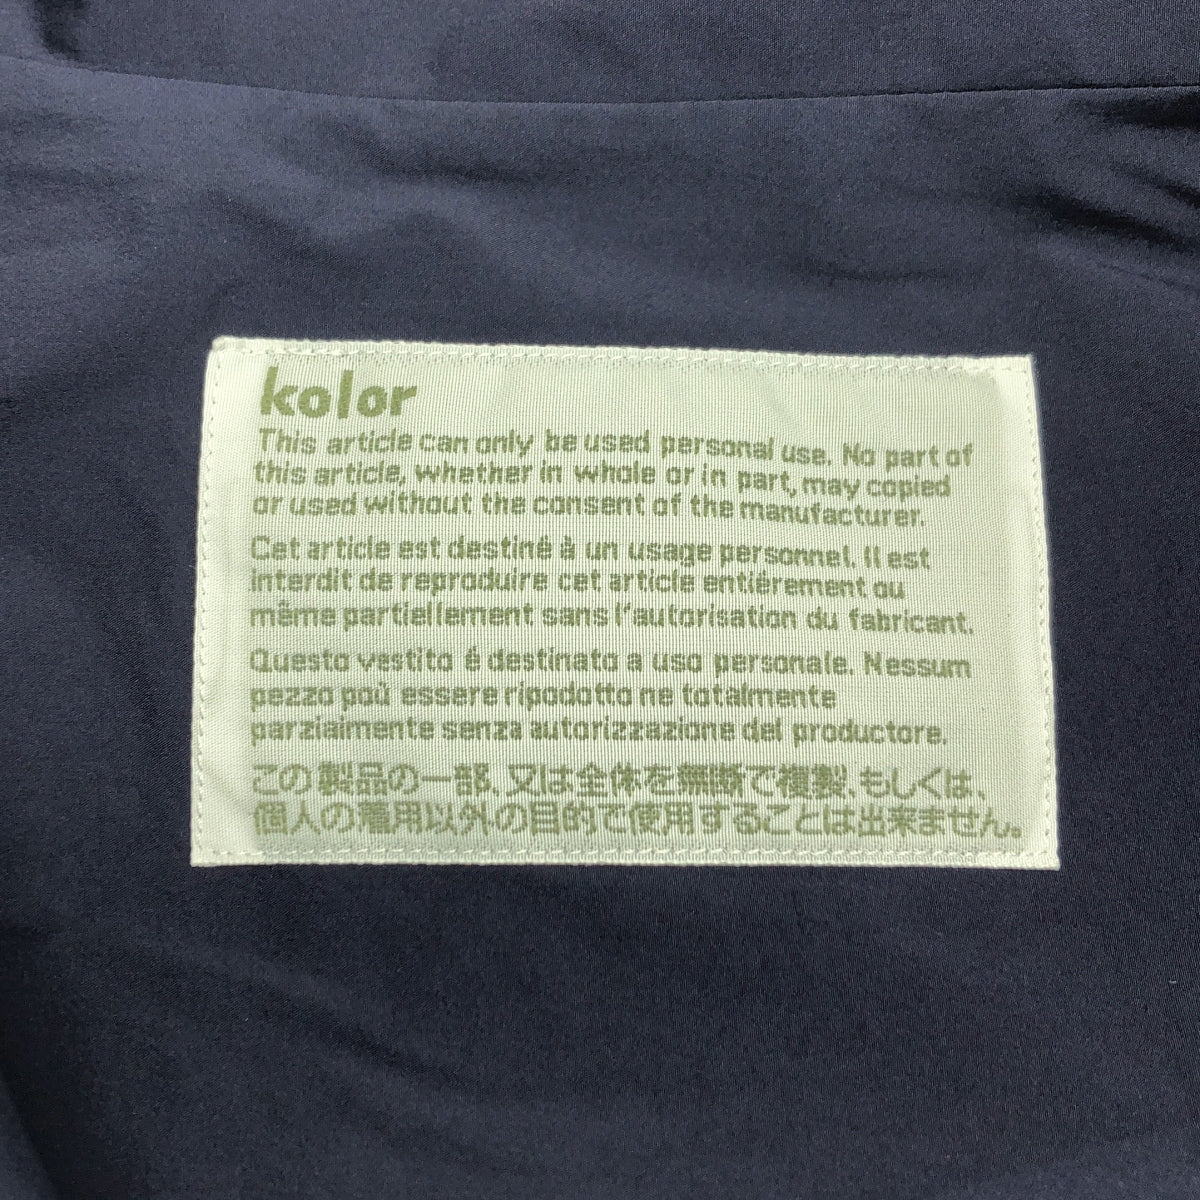 kolor
This article can only be used personal use. No part of
this article, whether in whole or in part, may copied
or used without the consent of the manufacturer.
Cet article est destiné à un usage personnel. Il est
interdit de reproduire cet article entiérement ou
même partiellement sans l'autorisation du fabricant.
Questo vestito é destinato a uso personale. Nessum
pezzo poù essere ripodotto ne totalmente
parziaimente senza autorizzazione del productore.
この製品の一部、又は全体を無断で複製、もしくは、
個人の着用以外の目的で使用することは出来ません。